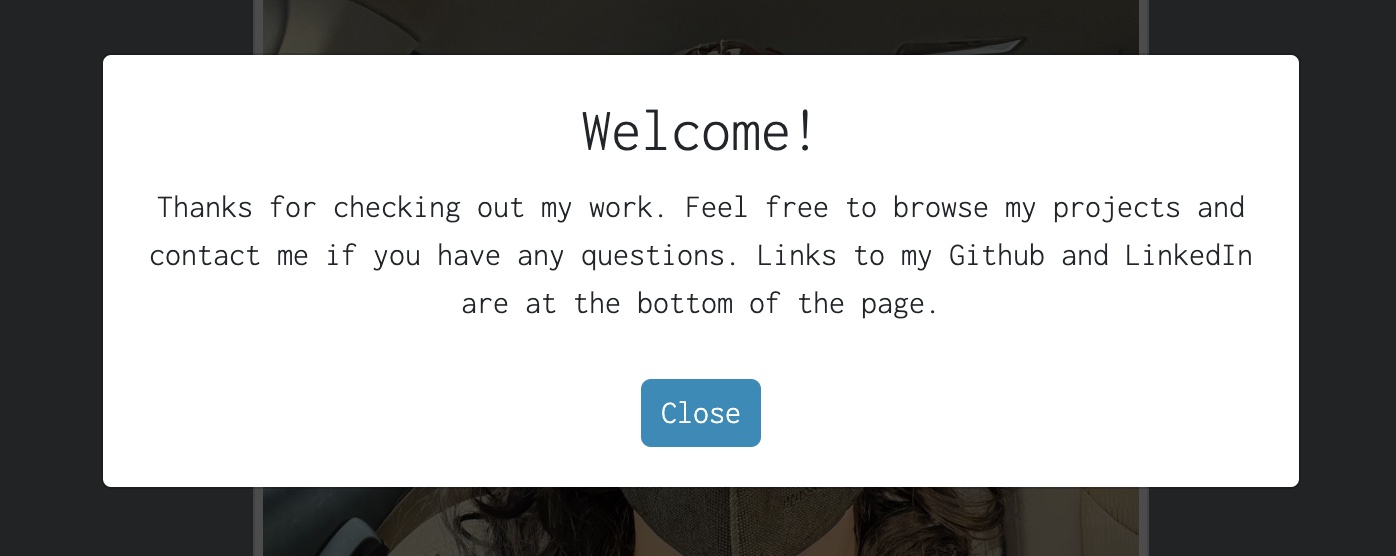 Welcome!
Thanks for checking out my work. Feel free to browse my projects and
contact me if you have any questions. Links to my Github and LinkedIn
are at the bottom of the page.
Close